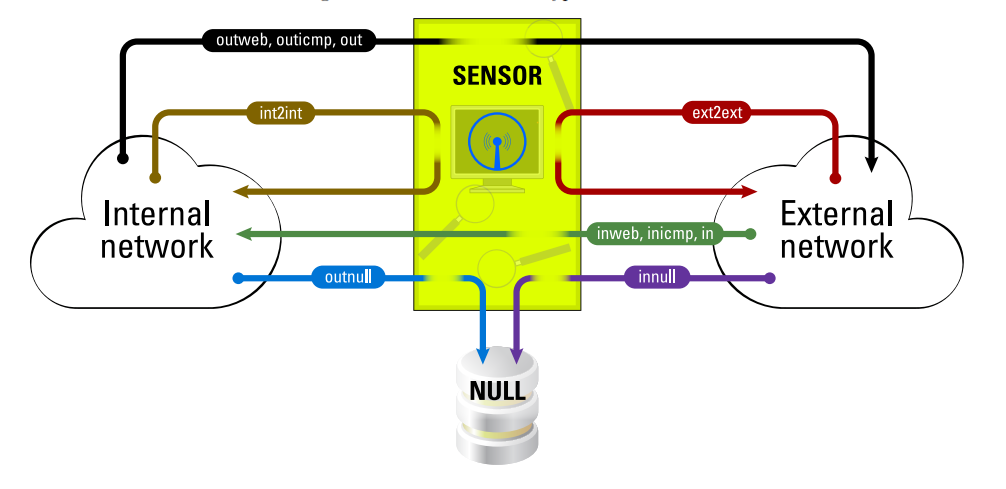 outweb, outicmp, out
SENSOR
int2int
ext2ext
Internal
network
External
network
inweb, inicmp, in
outnull
innull
NULL